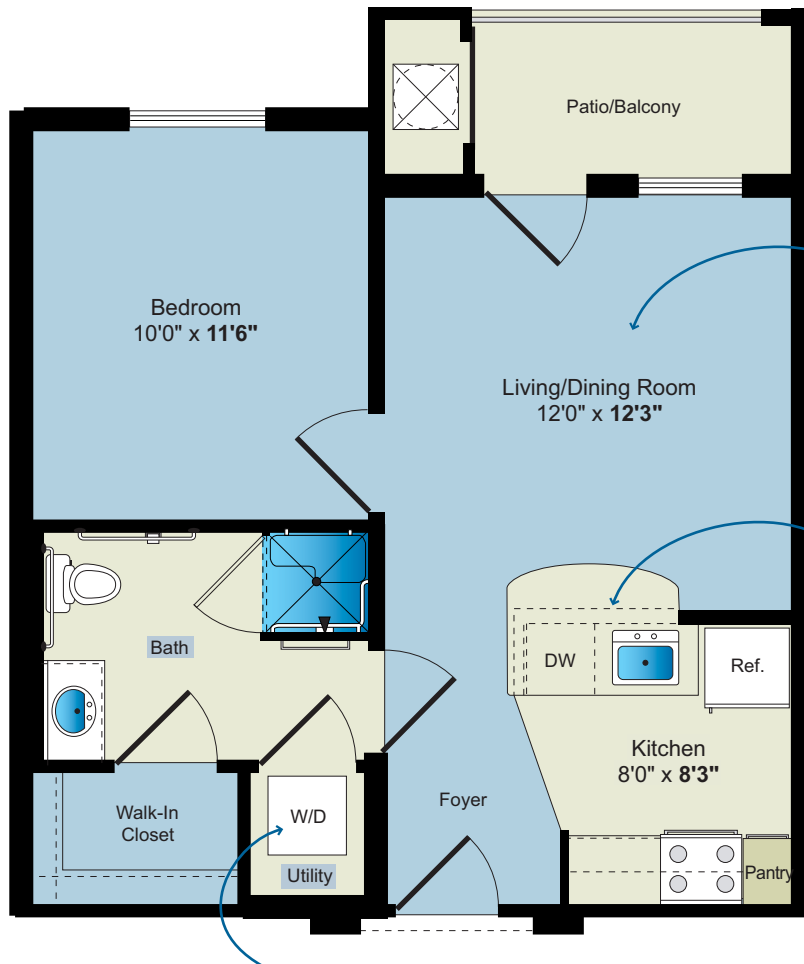 Patio/Balcony
Bedroom
10'0" x 11'6"
Living/Dining Room
12'0" x 12'3"
Bath
DW
Ref.
Kitchen
8'0" x 8'3"
Walk-In
Closet
W/D
Utility
Foyer
Pantry